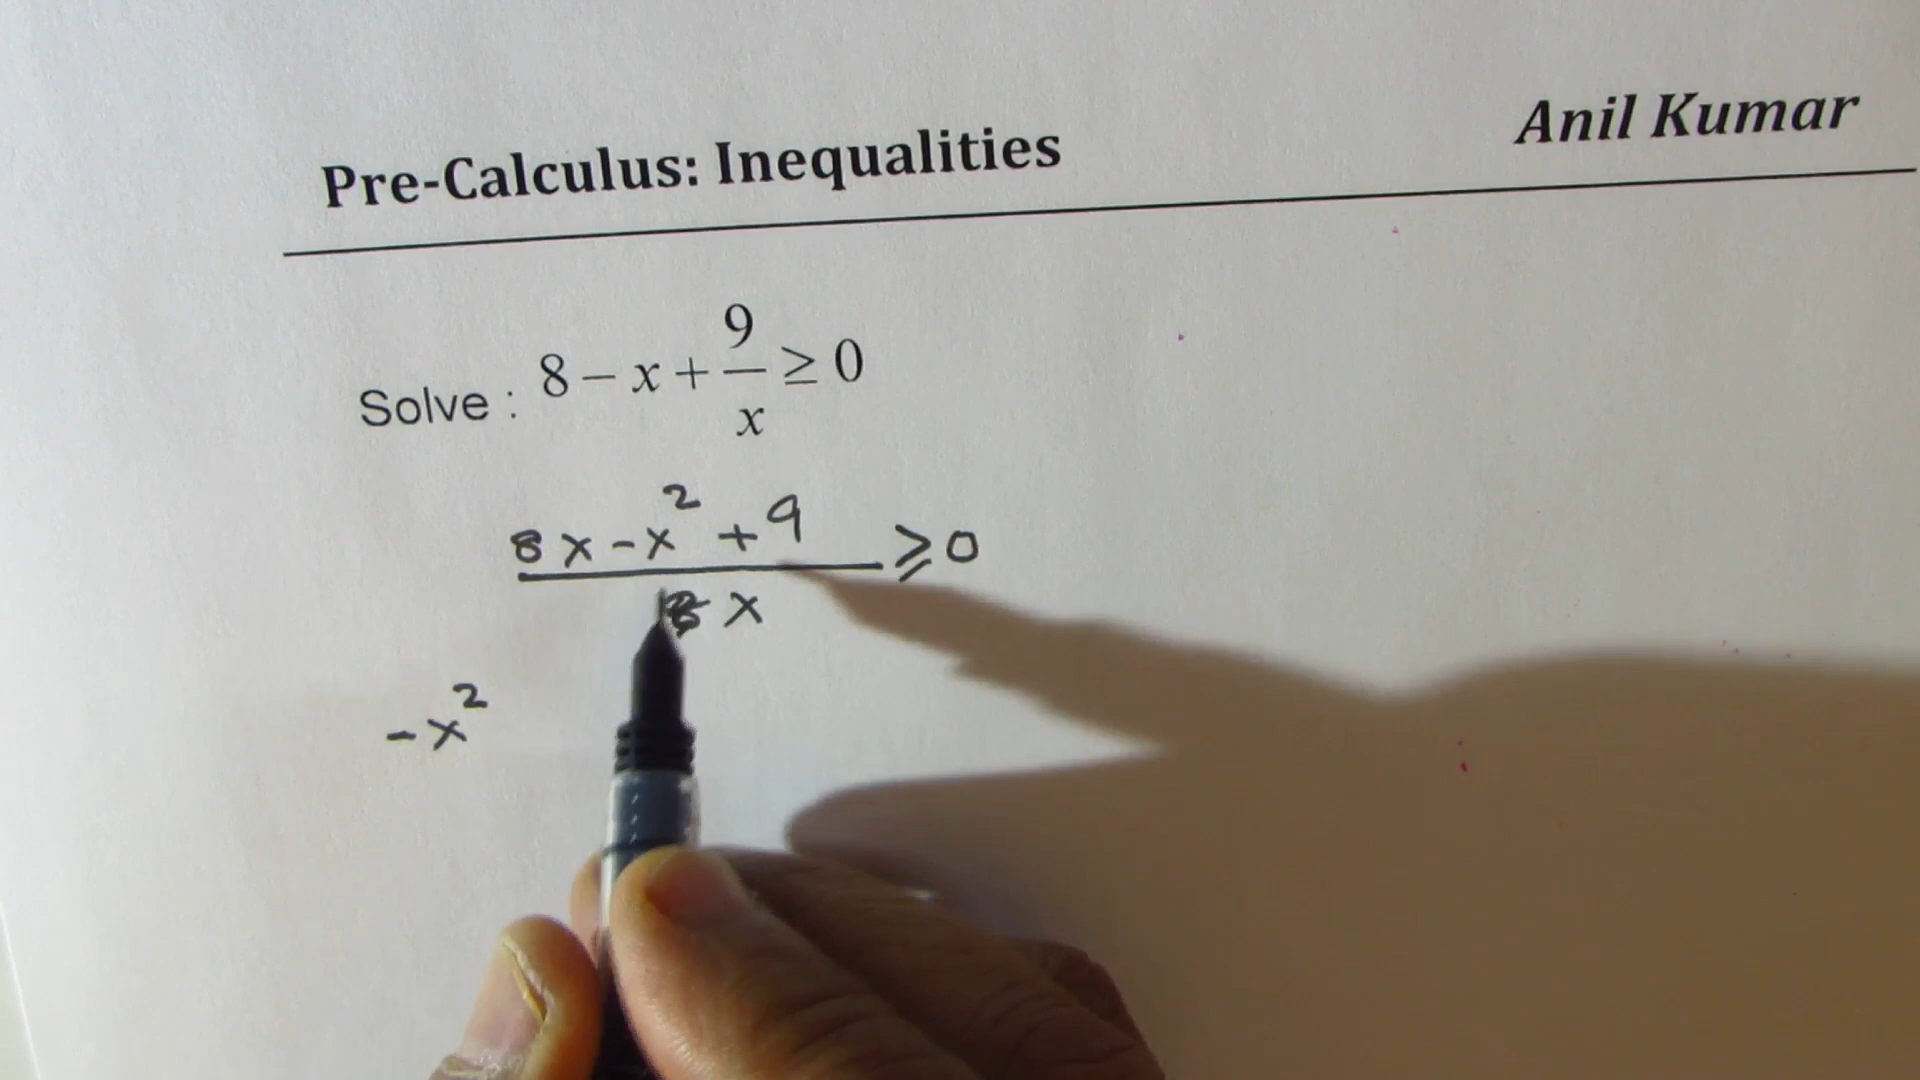 Anil Kumar
Pre-Calculus: Inequalities
Solve : 8 − x + 9/x ≥ 0
8x - x² + 9 / x ≥ 0
- x²